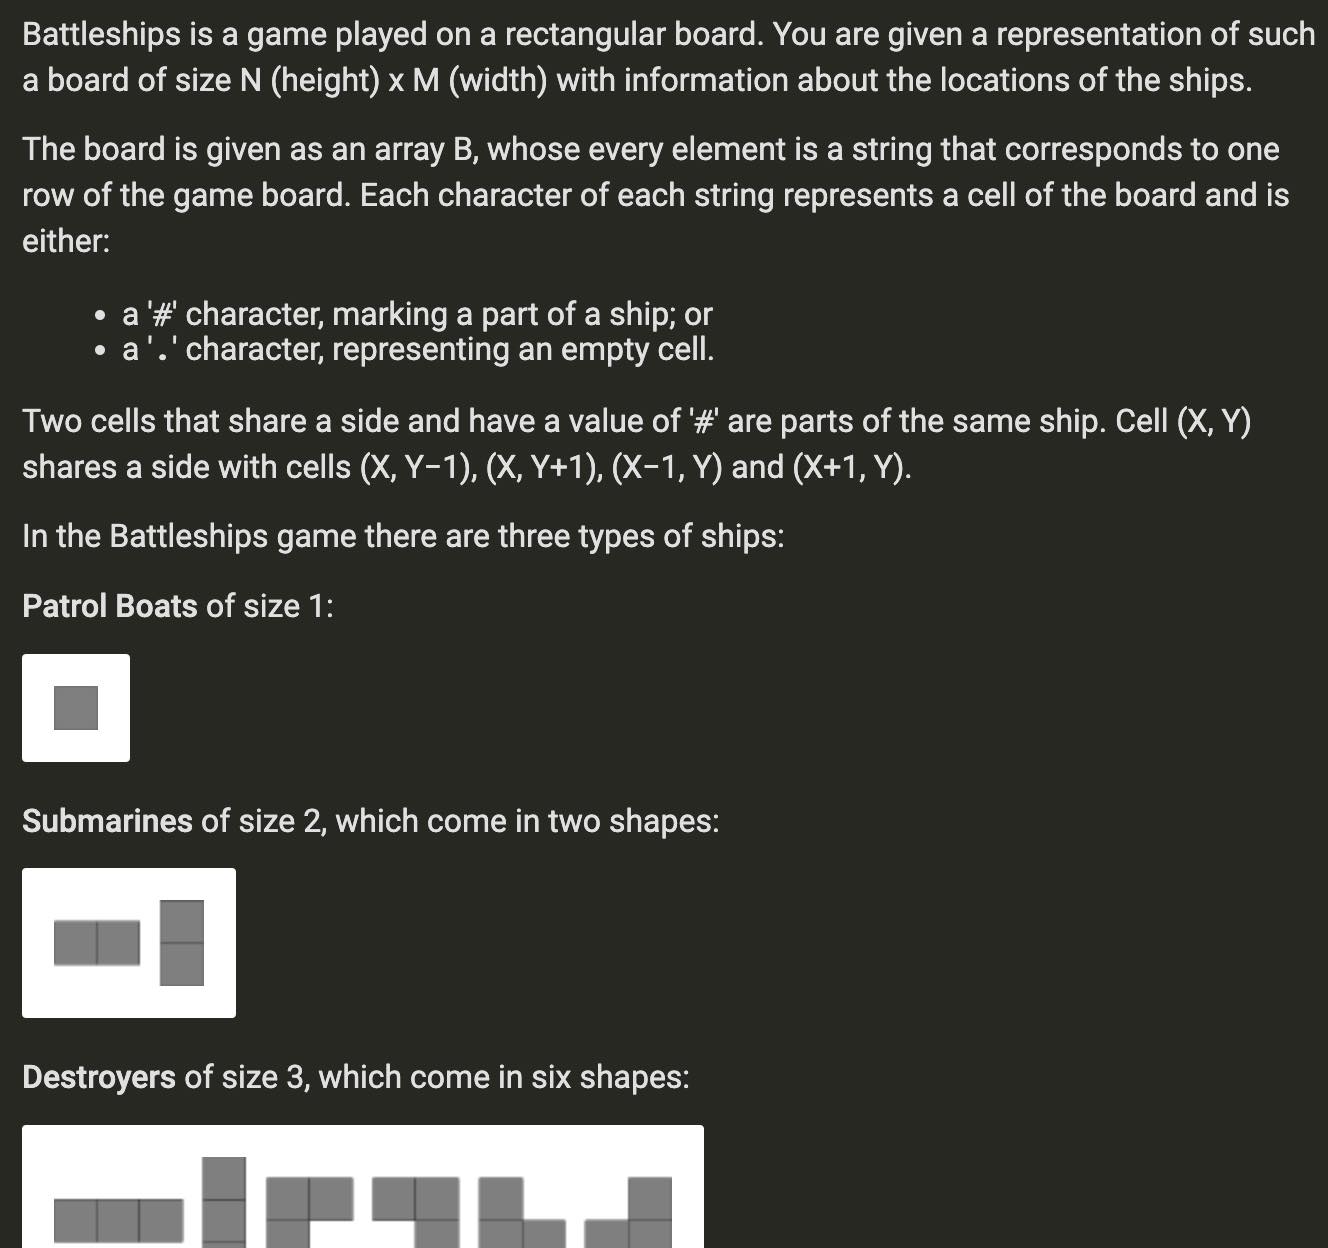 Battleships is a game played on a rectangular board. You are given a representation of such
a board of size N (height) x M (width) with information about the locations of the ships.
The board is given as an array B, whose every element is a string that corresponds to one
row of the game board. Each character of each string represents a cell of the board and is
either:
• a '#' character, marking a part of a ship; or
• a '.' character, representing an empty cell.
Two cells that share a side and have a value of '#' are parts of the same ship. Cell (X, Y)
shares a side with cells (X, Y−1), (X, Y+1), (X−1, Y) and (X+1, Y).
In the Battleships game there are three types of ships:
Patrol Boats of size 1:
Submarines of size 2, which come in two shapes:
Destroyers of size 3, which come in six shapes: